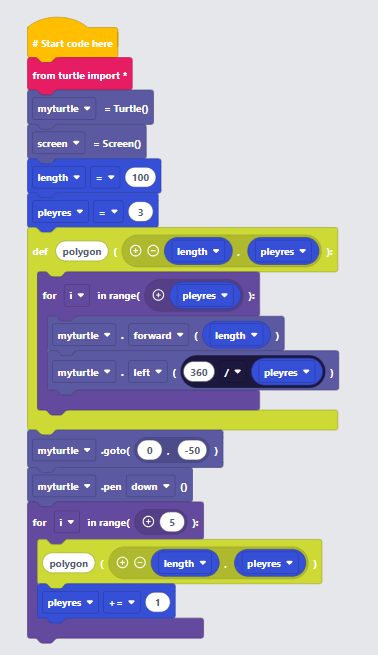 # Start code here
from turtle import *
myturtle = Turtle()
screen = Screen()
length = 100
pleyres = 3
def polygon ( length , pleyres ):
for i in range( pleyres ):
myturtle . forward ( length )
myturtle . left ( 360 / pleyres )
myturtle .goto( 0 , -50 )
myturtle .pen down ()
for i in range( 5 ):
polygon ( length , pleyres )
pleyres += 1